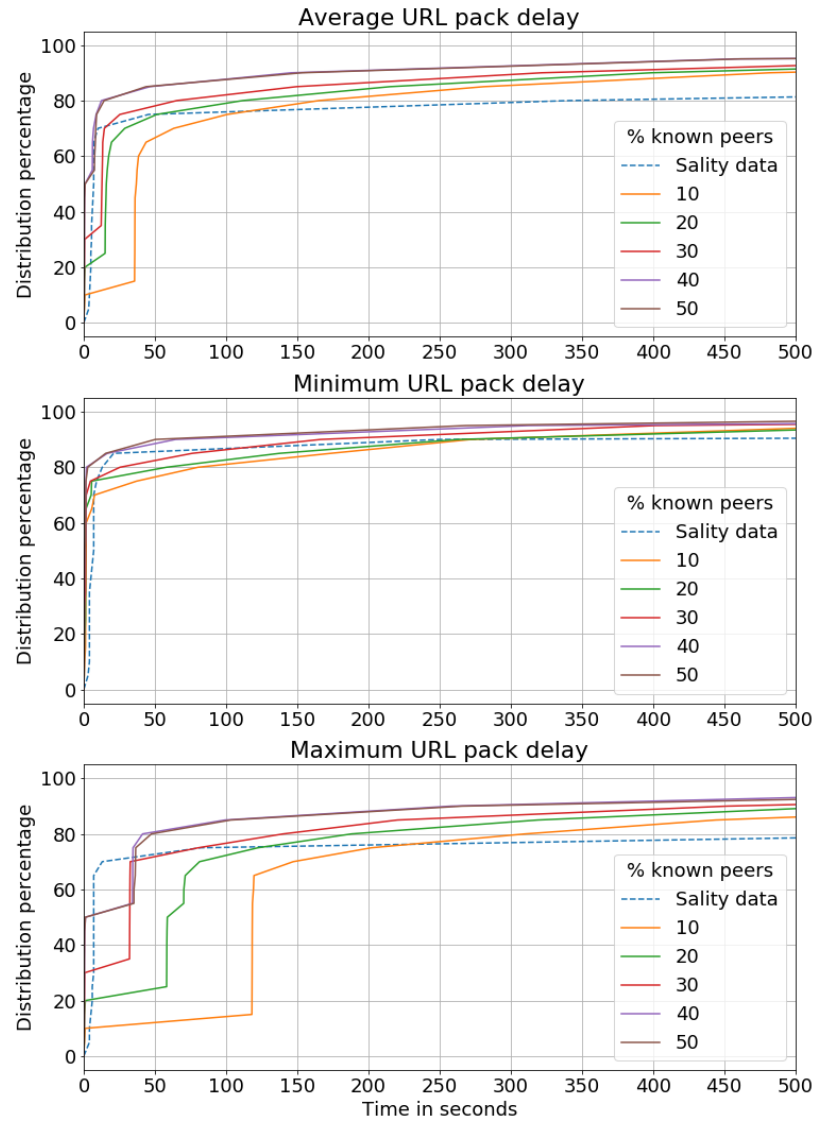 Average URL pack delay
100
80
60
40
20
0
Distribution percentage
% known peers
Sality data
10
20
30
40
50
0 50 100 150 200 250 300 350 400 450 500
Minimum URL pack delay
100
80
60
40
20
0
Distribution percentage
% known peers
Sality data
10
20
30
40
50
0 50 100 150 200 250 300 350 400 450 500
Maximum URL pack delay
100
80
60
40
20
0
Distribution percentage
% known peers
Sality data
10
20
30
40
50
0 50 100 150 200 250 300 350 400 450 500
Time in seconds